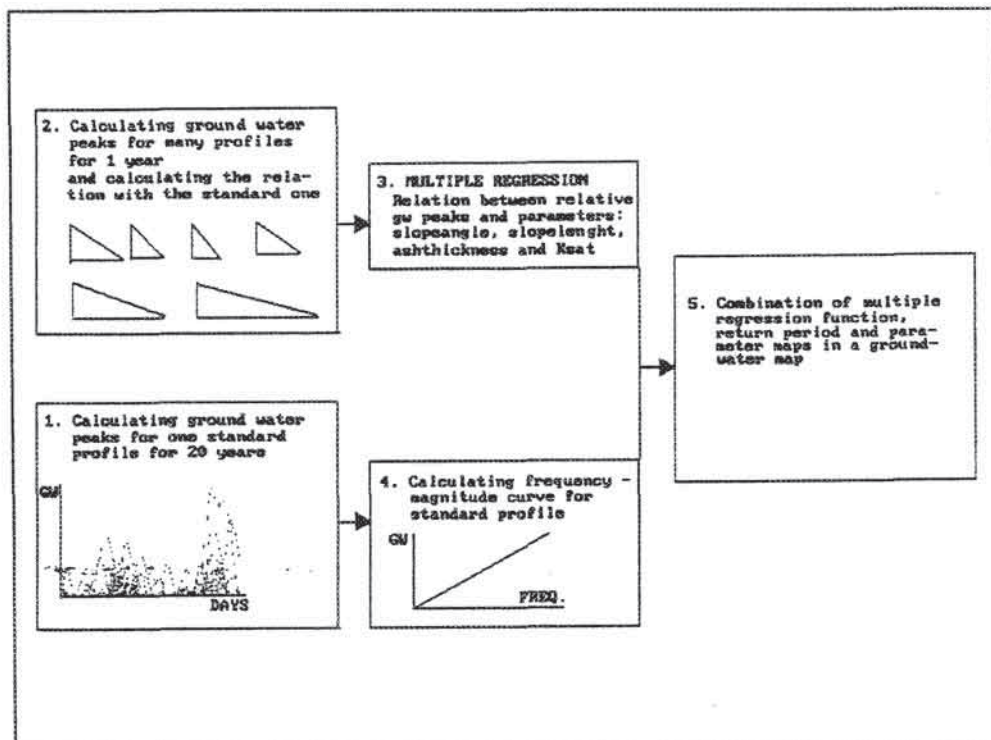 2. Calculating ground water
peaks for many profiles
for 1 year
and calculating the rela-
tion with the standard one
3. MULTIPLE REGRESSION
Relation between relative
gw peaks and parameters:
slopeangle, slopelenght,
ashthickness and Ksat
5. Combination of multiple
regression function,
return period and para-
meter maps in a ground-
water map
1. Calculating ground water
peaks for one standard
profile for 20 years
GW
DAYS
4. Calculating frequency -
magnitude curve for
standard profile
GW
FREQ.